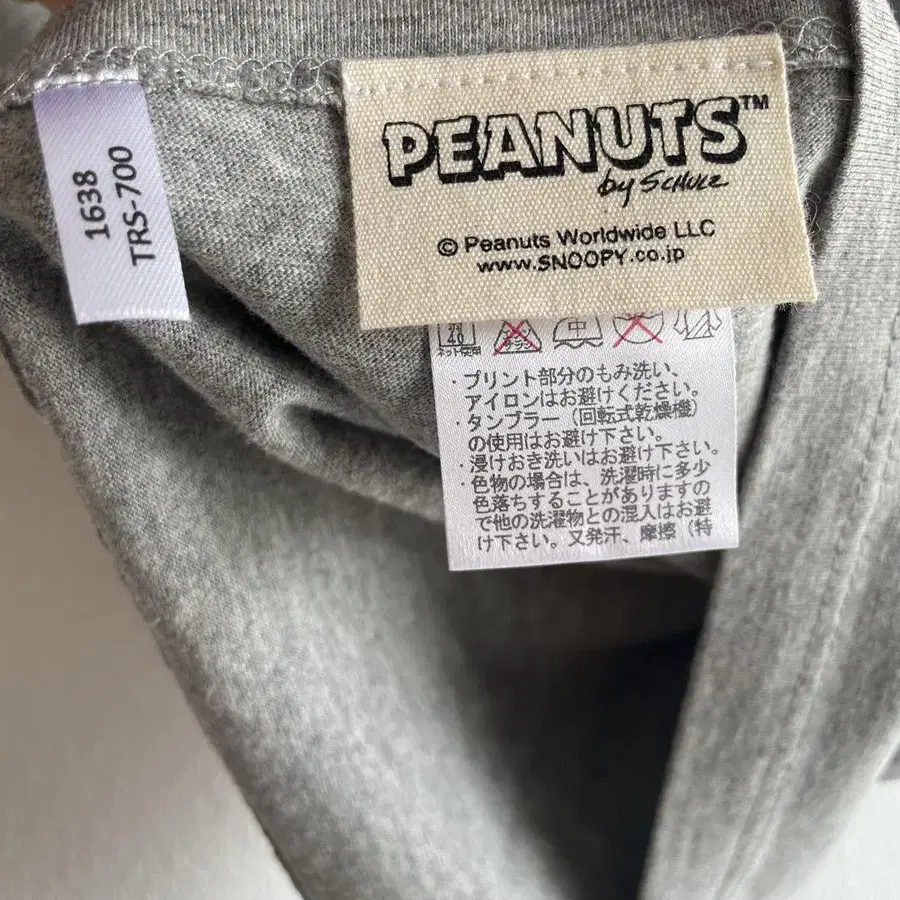 1638
TRS-700
PEANUTS™
by SCHULZ
© Peanuts Worldwide LLC
www.SNOOPY.co.jp
40
ネット使用
中
・プリント部分のもみ洗い、
アイロンはお避けください。
・タンブラー（回転式乾燥機）
の使用はお避け下さい。
・浸けおき洗いはお避け下さい。
・色物の場合は、洗濯時に多少
色落ちすることがありますの
で他の洗濯物との混入はお避
け下さい。又発汗、摩擦（特